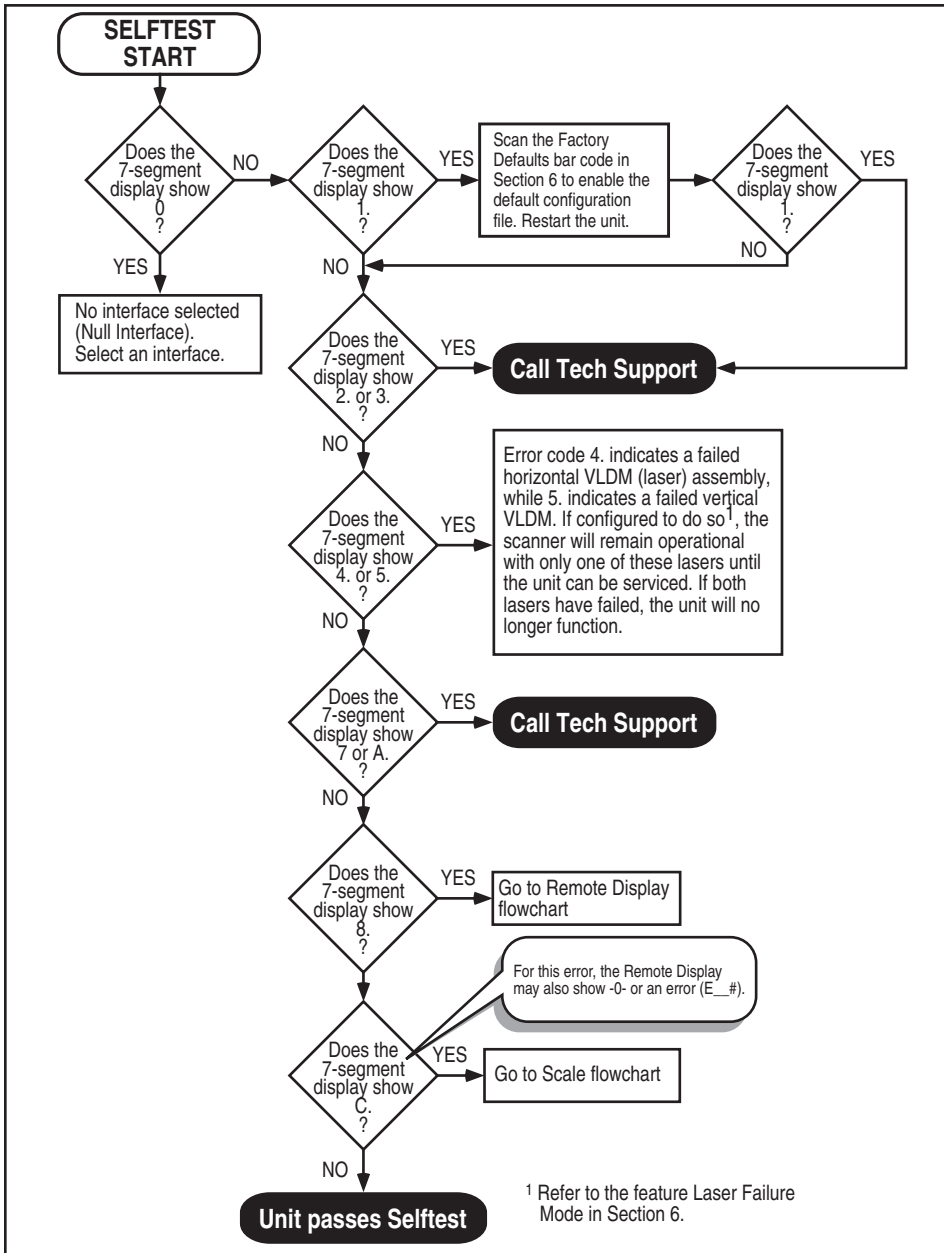 SELFTEST
START
Does the
7-segment
display show
0
?
NO
YES
No interface selected
(Null Interface).
Select an interface.
Does the
7-segment
display show
1.
?
YES
NO
Scan the Factory
Defaults bar code in
Section 6 to enable the
default configuration
file. Restart the unit.
Does the
7-segment
display show
1.
?
YES
NO
Does the
7-segment
display show
2. or 3.
?
YES
Call Tech Support
NO
Does the
7-segment
display show
4. or 5.
?
YES
Error code 4. indicates a failed
horizontal VLDM (laser) assembly,
while 5. indicates a failed vertical
VLDM. If configured to do so1, the
scanner will remain operational
with only one of these lasers until
the unit can be serviced. If both
lasers have failed, the unit will no
longer function.
NO
Does the
7-segment
display show
7 or A.
?
YES
Call Tech Support
NO
Does the
7-segment
display show
8.
?
YES
Go to Remote Display
flowchart
For this error, the Remote Display
may also show -0- or an error (E__#).
Does the
7-segment
display show
C.
?
YES
Go to Scale flowchart
NO
Unit passes Selftest
1 Refer to the feature Laser Failure
Mode in Section 6.